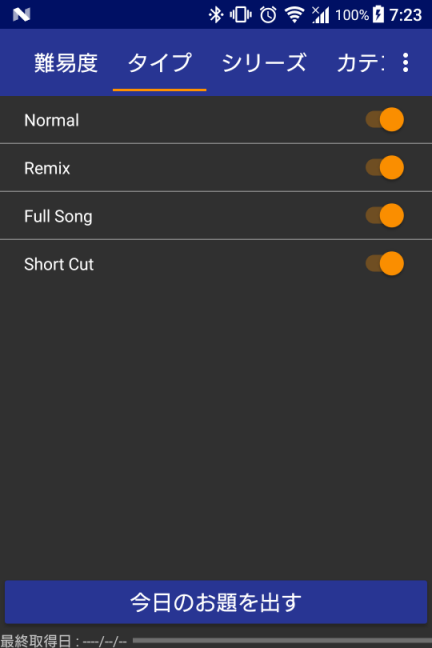 100% 7:23
難易度 タイプ シリーズ カテ
Normal
Remix
Full Song
Short Cut
今日のお題を出す
最終取得日 : ----/--/--